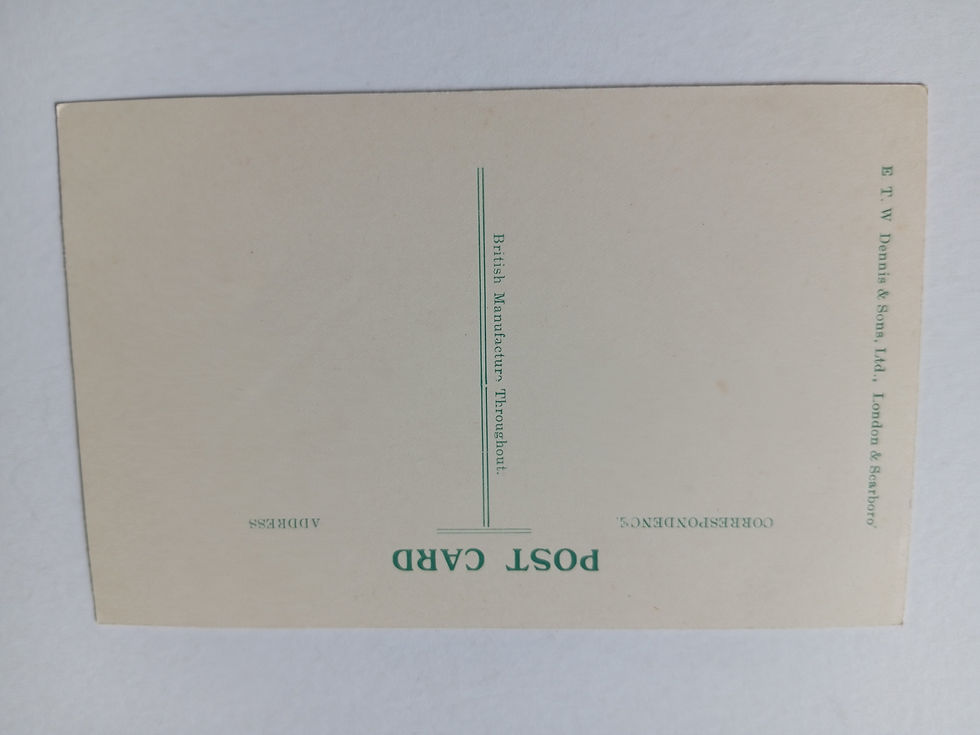 POST CARD
CORRESPONDENCE.
ADDRESS
British Manufacture Throughout.
E. T. W. Dennis & Sons, Ltd., London & Scarboro'